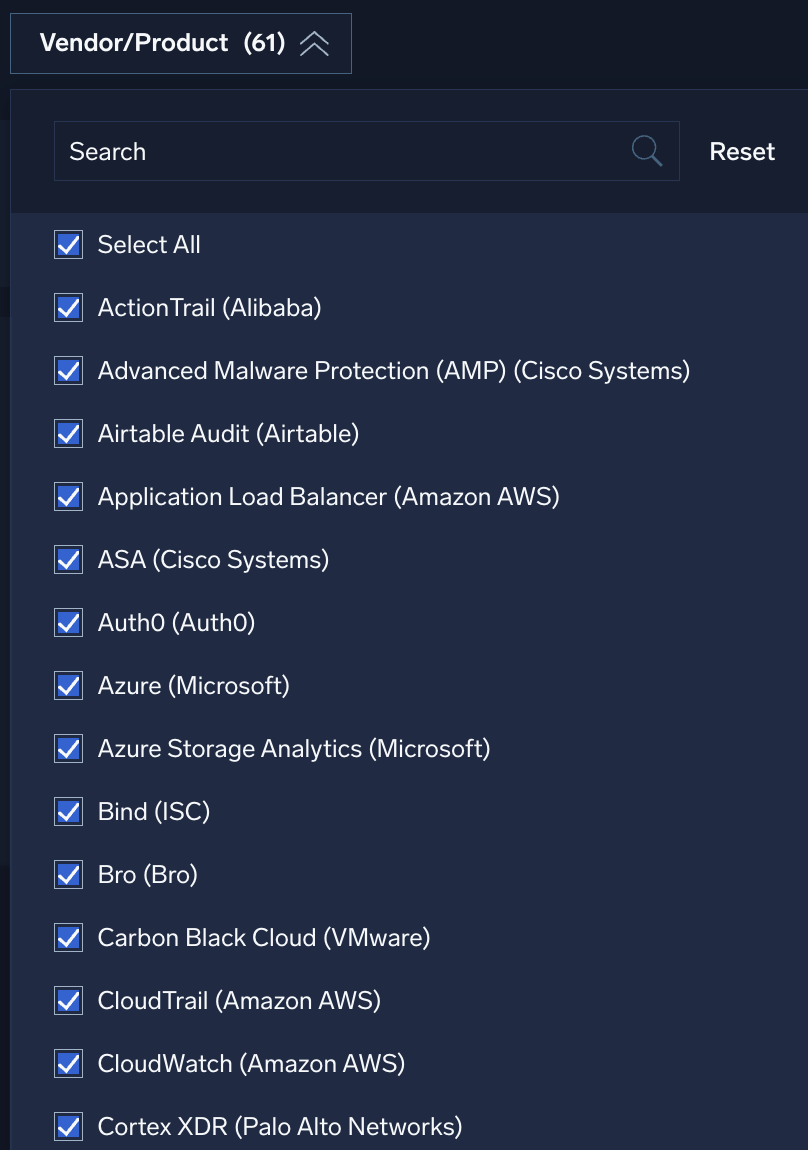 Vendor/Product (61)
Search
Reset
Select All
ActionTrail (Alibaba)
Advanced Malware Protection (AMP) (Cisco Systems)
Airtable Audit (Airtable)
Application Load Balancer (Amazon AWS)
ASA (Cisco Systems)
Auth0 (Auth0)
Azure (Microsoft)
Azure Storage Analytics (Microsoft)
Bind (ISC)
Bro (Bro)
Carbon Black Cloud (VMware)
CloudTrail (Amazon AWS)
CloudWatch (Amazon AWS)
Cortex XDR (Palo Alto Networks)